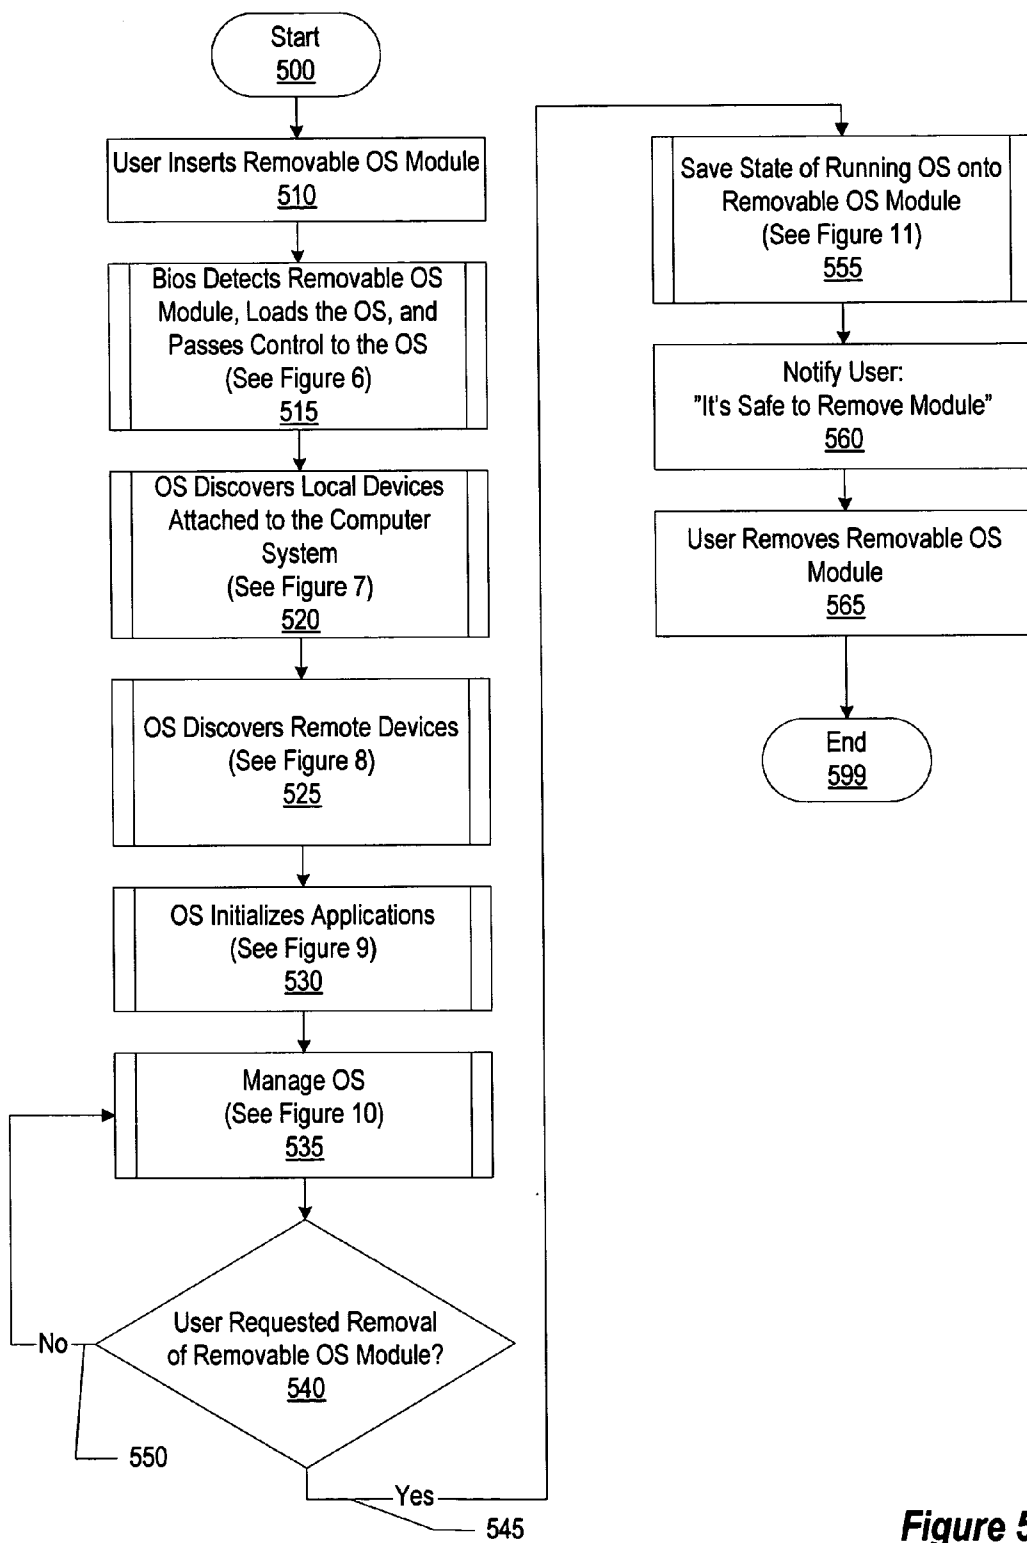 Start
500
User Inserts Removable OS Module
510
Bios Detects Removable OS
Module, Loads the OS, and
Passes Control to the OS
(See Figure 6)
515
OS Discovers Local Devices
Attached to the Computer
System
(See Figure 7)
520
OS Discovers Remote Devices
(See Figure 8)
525
OS Initializes Applications
(See Figure 9)
530
Manage OS
(See Figure 10)
535
User Requested Removal
of Removable OS Module?
540
No
550
Yes
545
Save State of Running OS onto
Removable OS Module
(See Figure 11)
555
Notify User:
"It's Safe to Remove Module"
560
User Removes Removable OS
Module
565
End
599
Figure 5